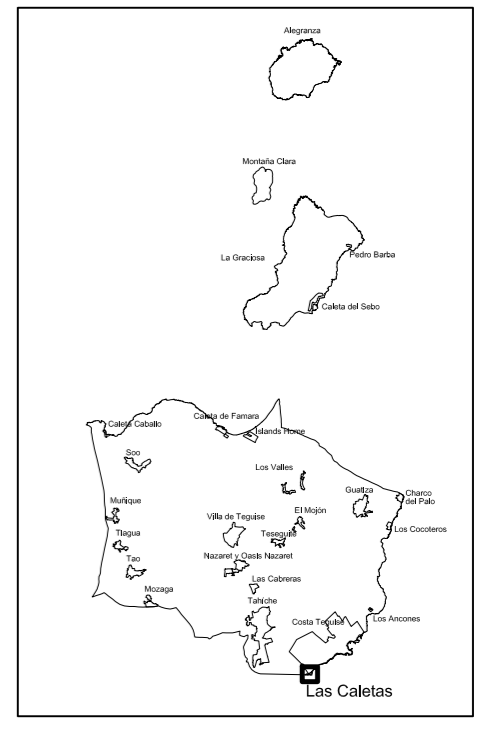 Alegranza
Montaña Clara
La Graciosa
Pedro Barba
Caleta del Sebo
Caleta de Famara
Caleta Caballo
Islands Home
Soo
Los Valles
Guatiza
Charco
del Palo
Muñique
Villa de Teguise
El Mojón
Los Cocoteros
Tiagua
Teseguite
Tao
Nazaret y Oasis Nazaret
Las Cabreras
Mozaga
Tahíche
Costa Teguise
Los Ancones
Las Caletas